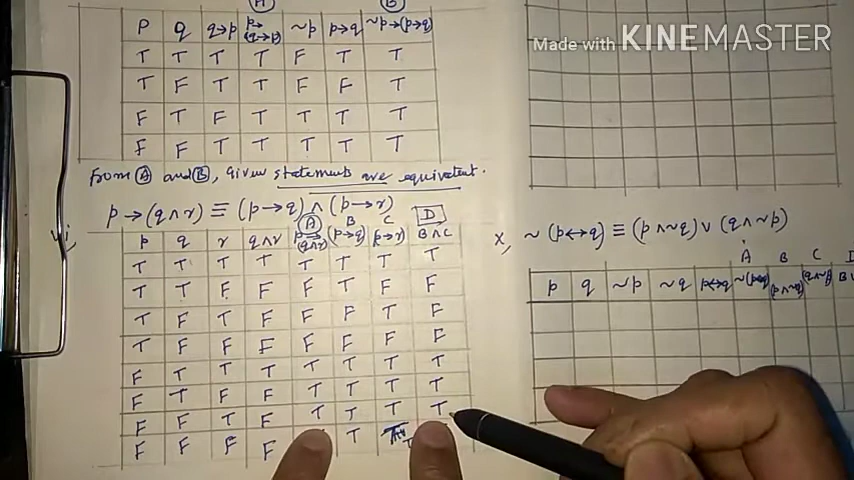 A B
p q q→p p→(q→p) ~p p→q ~p→(p→q)
T T T T F T T
T F T T F F T
F T F T T T T
F F T T T T T
from A and B, given statements are equivalent.
p→(q∧r) ≡ (p→q) ∧ (p→r)
A B C D
p q r q∧r p→(q∧r) (p→q) (p→r) B∧C
T T T T T T T T
T T F F F T F F
T F T F F F T F
T F F F F F F F
F T T T T T T T
F T F F T T T T
F F T F T T T T
F F F F T
Made with KINEMASTER
x, ~(p↔q) ≡ (p∧~q) ∨ (q∧~p)
A B C D
p q ~p ~q p↔q ~(p↔q) (p∧~q) (q∧~p) B∨